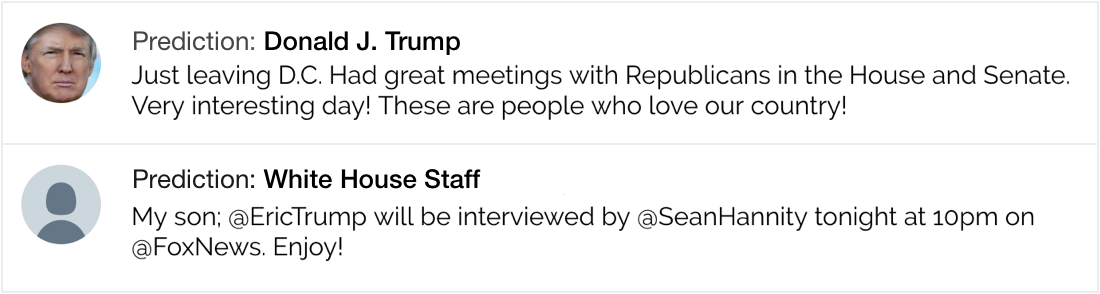 Prediction: Donald J. Trump
Just leaving D.C. Had great meetings with Republicans in the House and Senate.
Very interesting day! These are people who love our country!
Prediction: White House Staff
My son; @EricTrump will be interviewed by @SeanHannity tonight at 10pm on
@FoxNews. Enjoy!